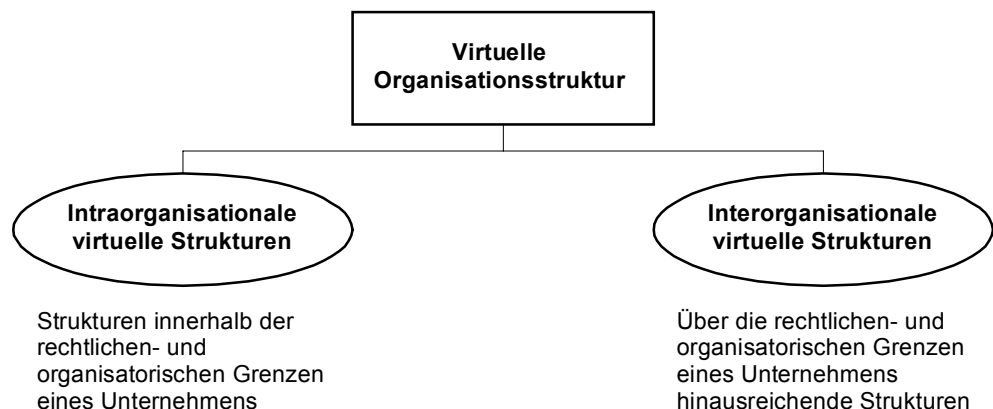 Virtuelle
Organisationsstruktur
Intraorganisationale
virtuelle Strukturen
Interorganisationale
virtuelle Strukturen
Strukturen innerhalb der
rechtlichen- und
organisatorischen Grenzen
eines Unternehmens
Über die rechtlichen- und
organisatorischen Grenzen
eines Unternehmens
hinausreichende Strukturen